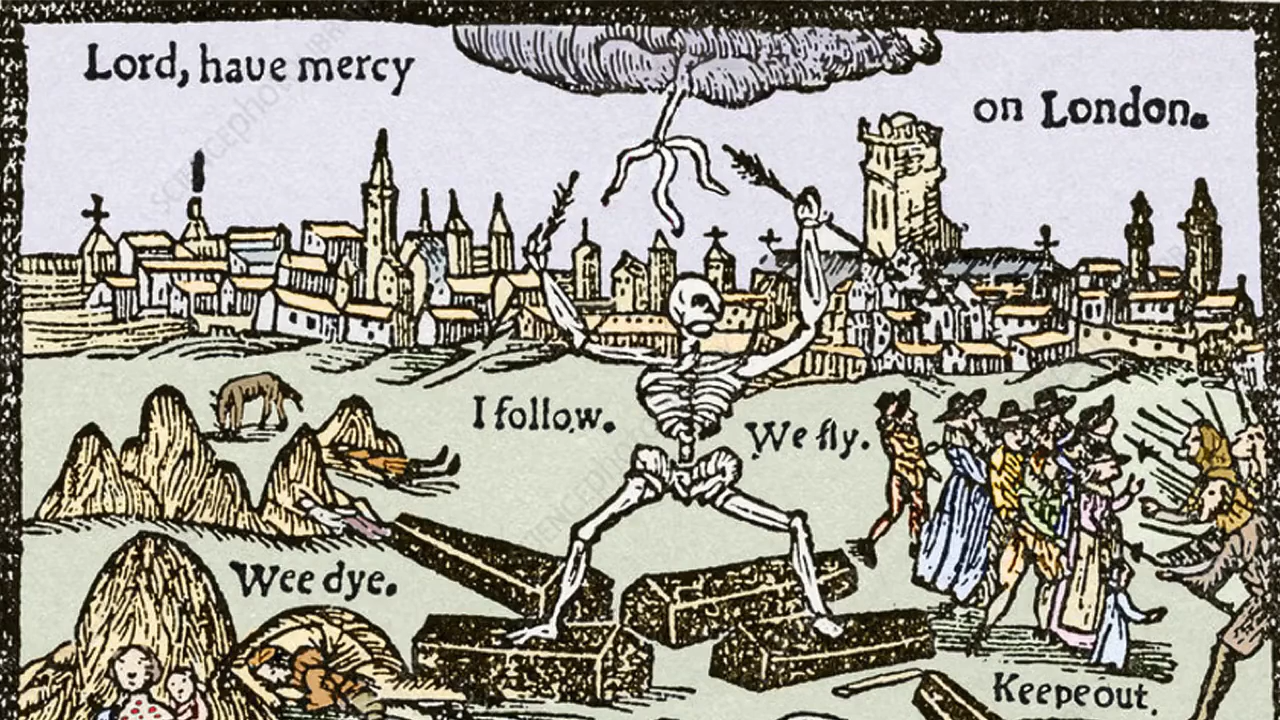 Lord, haue mercy
on London.
I follow.
We fly.
Wee dye.
Keepe out.